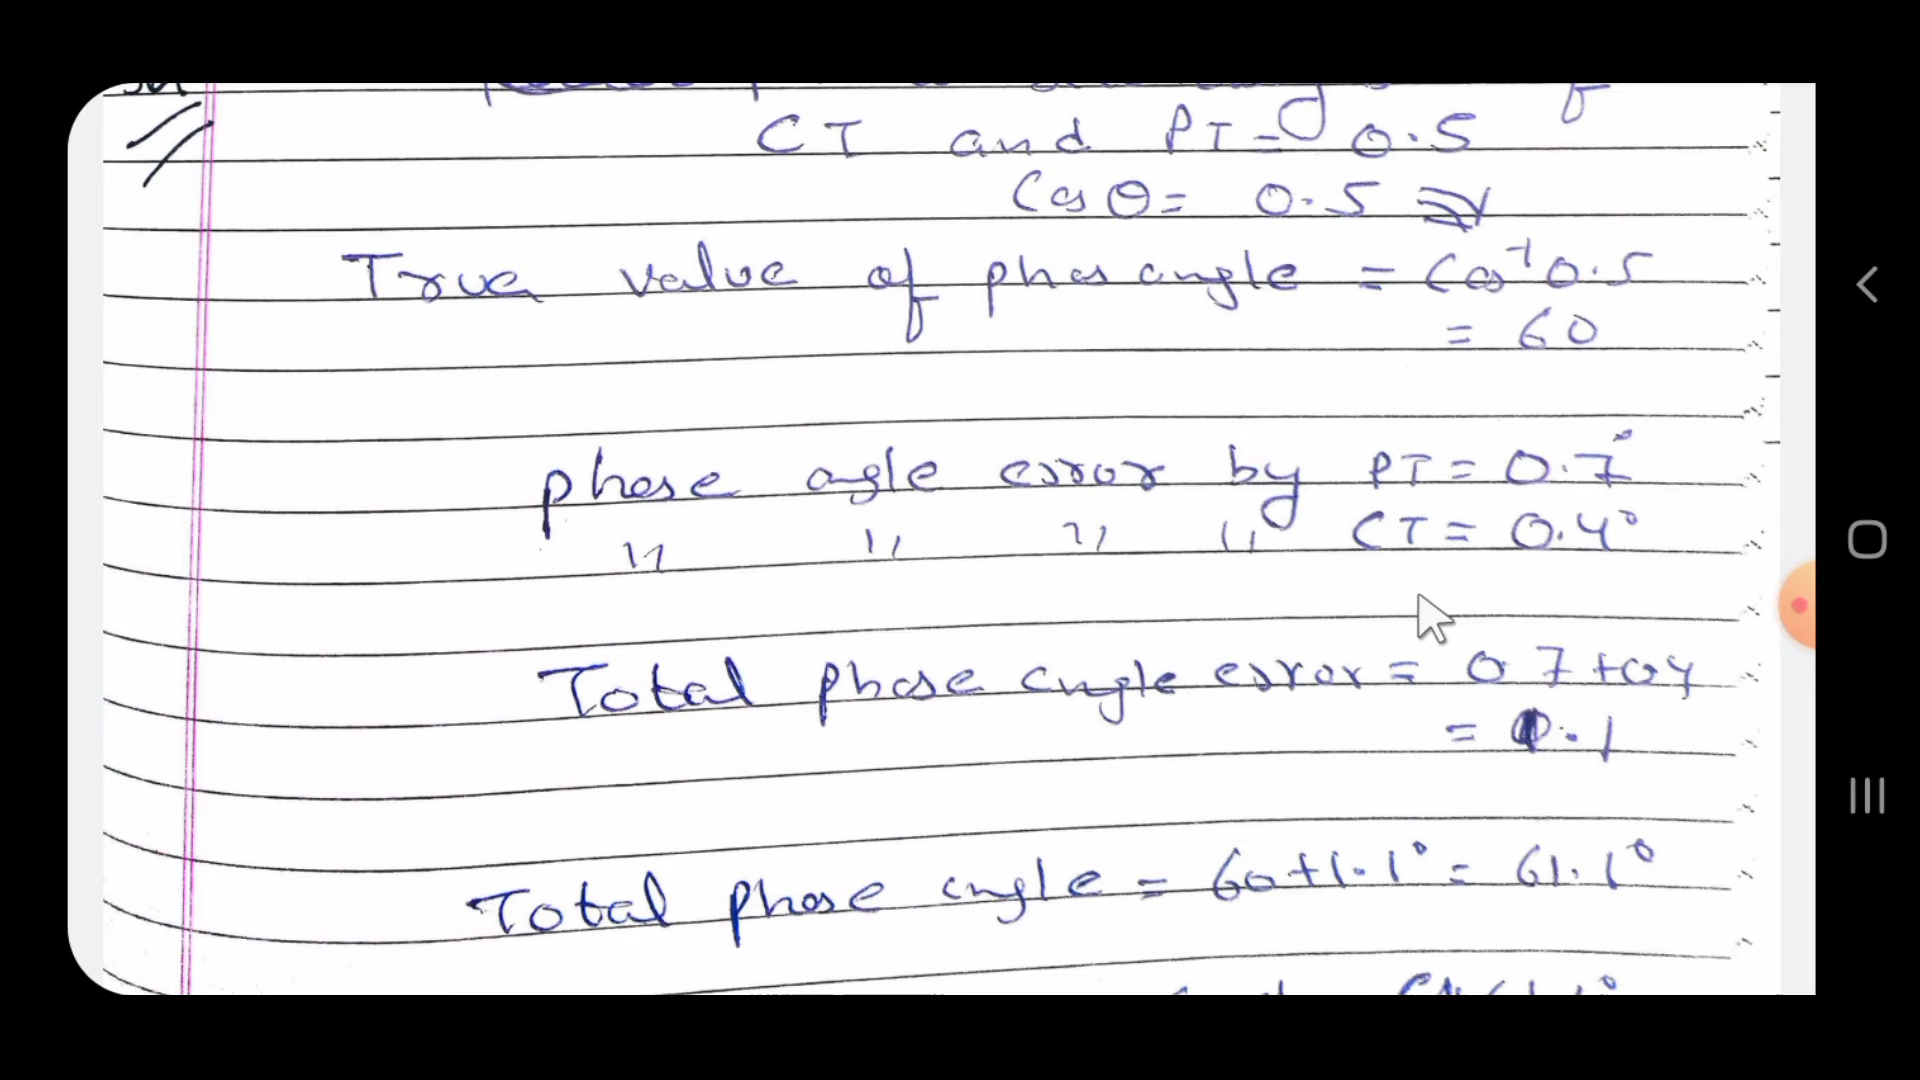 CT and PT = 0.5
Cos θ = 0.5
True value of phas angle = Cos⁻¹ 0.5
= 60
phase agle error by PT = 0.7°
" " " " CT = 0.4°
Total phase angle error = 0.7 + 0.4
= 1.1
Total phase angle = 60 + 1.1° = 61.1°